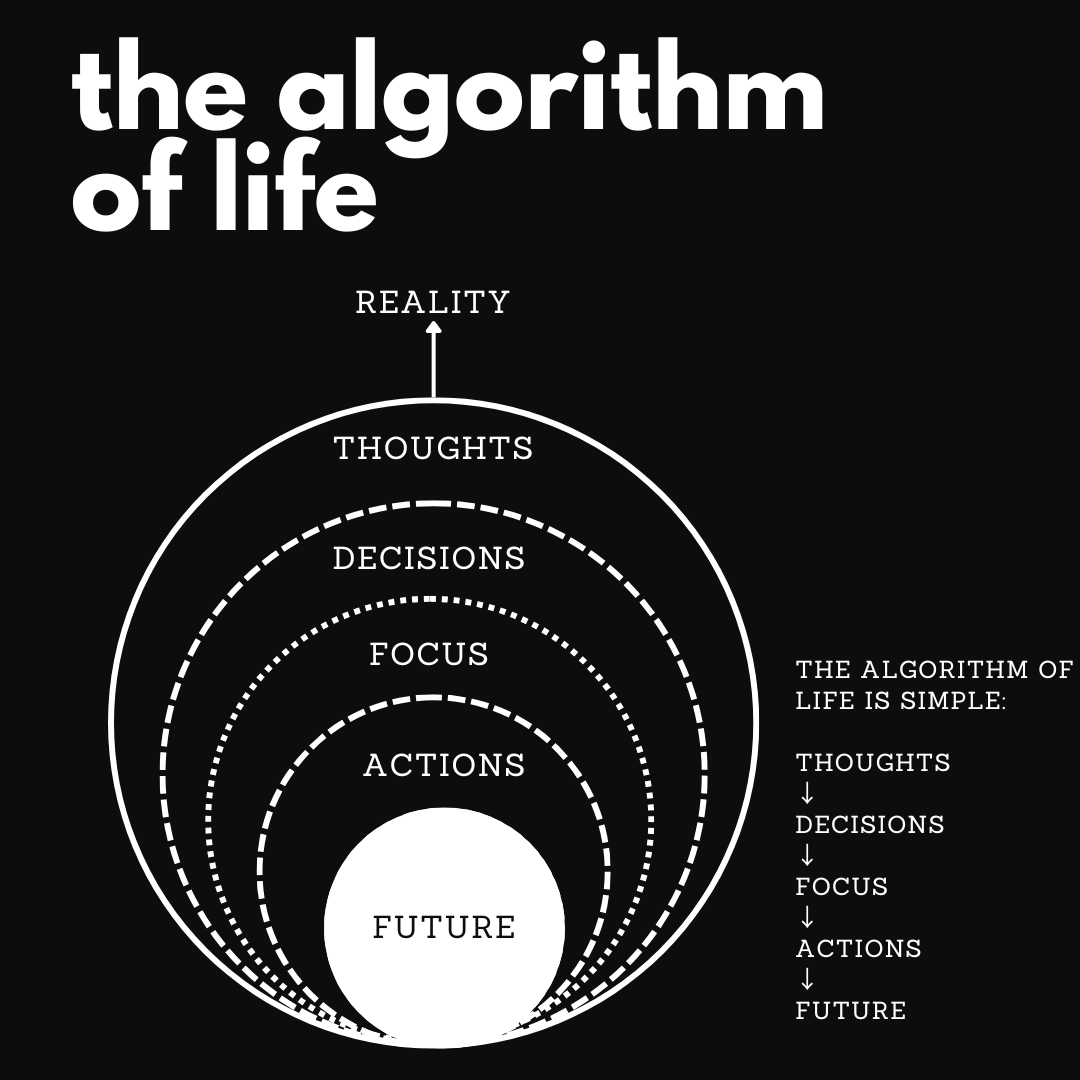 the algorithm
of life
REALITY
THOUGHTS
DECISIONS
FOCUS
ACTIONS
FUTURE
THE ALGORITHM OF
LIFE IS SIMPLE:
THOUGHTS
↓
DECISIONS
↓
FOCUS
↓
ACTIONS
↓
FUTURE